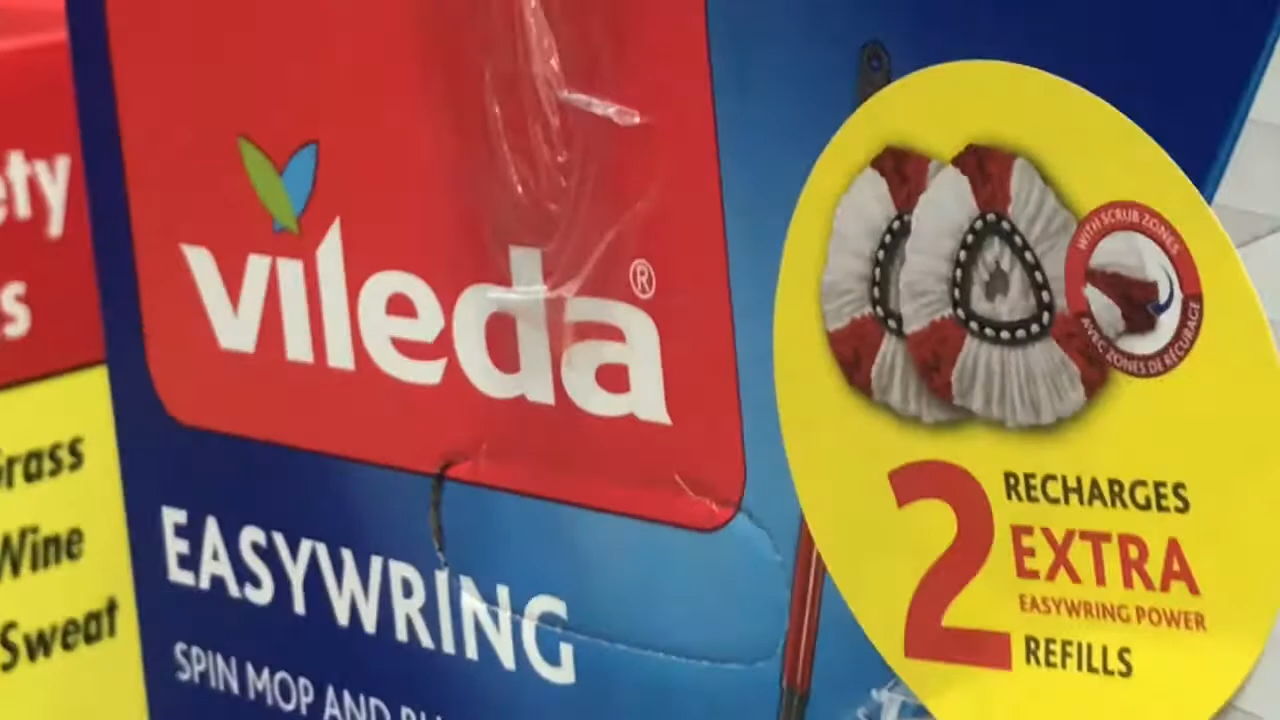 vileda®
EASYWRING
SPIN MOP AND
WITH SCRUB ZONES
AVEC ZONES DE RÉCURAGE
2
RECHARGES
EXTRA
EASYWRING POWER
REFILLS
ety
s
Grass
Wine
Sweat